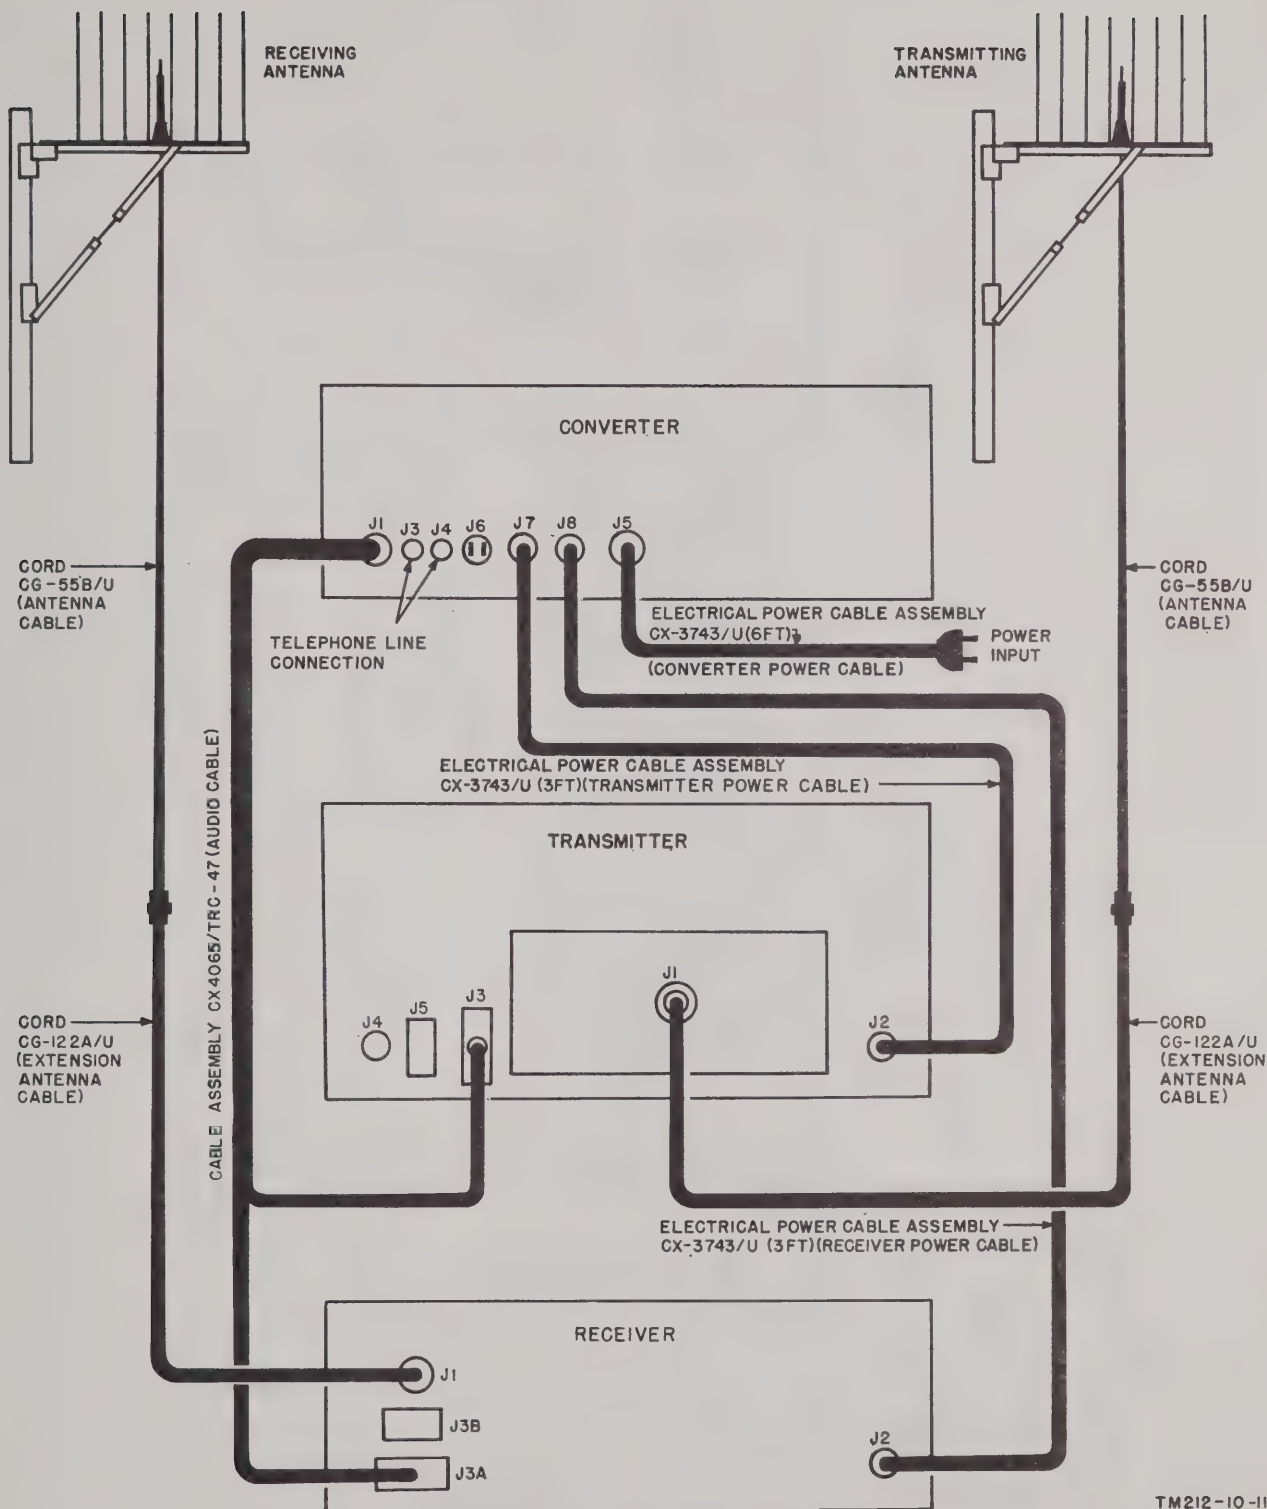 RECEIVING
ANTENNA
TRANSMITTING
ANTENNA
CONVERTER
J1
J3
J4
J6
J7
J8
J5
CORD
CG-55B/U
(ANTENNA
CABLE)
CORD
CG-55B/U
(ANTENNA
CABLE)
TELEPHONE LINE
CONNECTION
ELECTRICAL POWER CABLE ASSEMBLY
CX-3743/U(6FT)
(CONVERTER POWER CABLE)
POWER
INPUT
CABLE ASSEMBLY CX4065/TRC-47(AUDIO CABLE)
ELECTRICAL POWER CABLE ASSEMBLY
CX-3743/U (3FT)(TRANSMITTER POWER CABLE)
TRANSMITTER
J4
J5
J3
J1
J2
CORD
CG-122A/U
(EXTENSION
ANTENNA
CABLE)
CORD
CG-122A/U
(EXTENSION
ANTENNA
CABLE)
ELECTRICAL POWER CABLE ASSEMBLY
CX-3743/U (3FT)(RECEIVER POWER CABLE)
RECEIVER
J1
J3B
J3A
J2
TM212-10-11